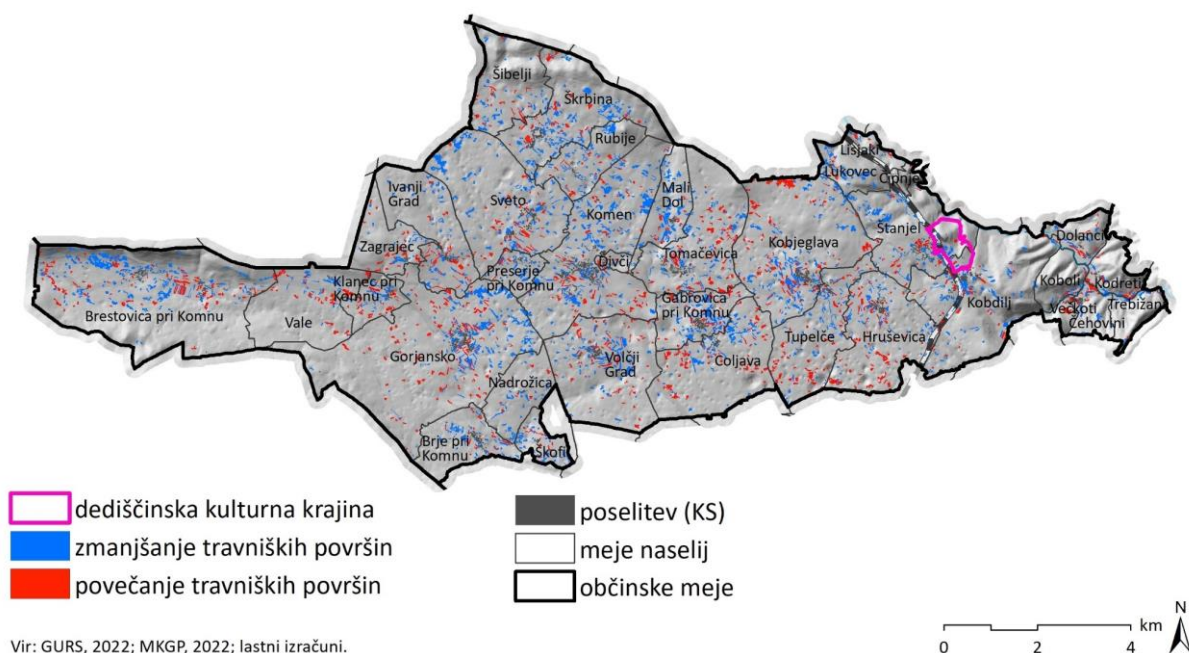 Šibelji
Škrbina
Rubije
Lisjaki
Lukovec
Čipnje
Ivanji
Grad
Sveto
Mali
Dol
Komen
Štanjel
Dolanci
Zagrajec
Divči
Tomačevica
Kobjeglava
Klanec pri
Komnu
Preserje
pri Komnu
Koboli
Kodreti
Kobdilj
Trebižani
Večkoti
Čehovini
Brestovica pri Komnu
Vale
Gabrovica
pri Komnu
Gorjansko
Volčji
Grad
Coljava
Tupelče
Hruševica
Nadrožica
Brje pri
Komnu
Škofi
dediščinska kulturna krajina
zmanjšanje travniških površin
povečanje travniških površin
poselitev (KS)
meje naselij
občinske meje
Vir: GURS, 2022; MKGP, 2022; lastni izračuni.
km
0 2 4
N